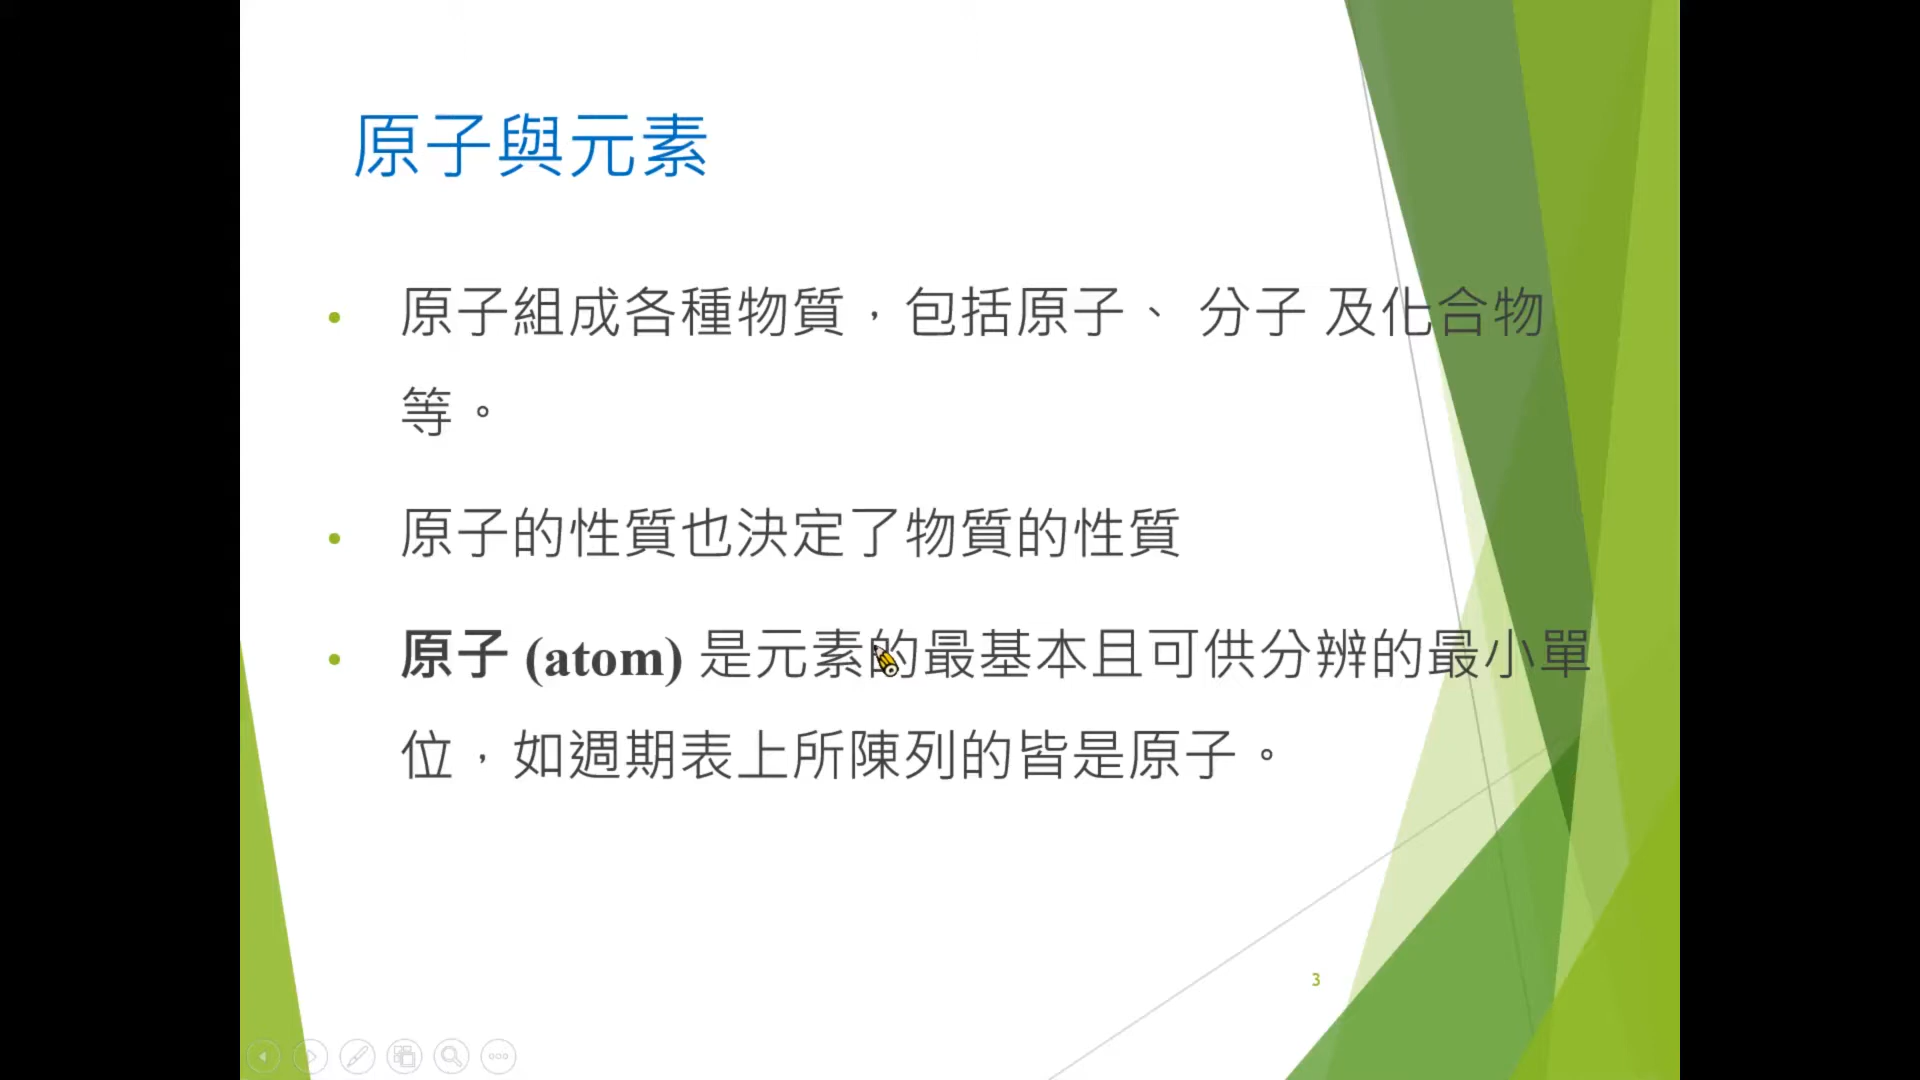 原子與元素
• 原子組成各種物質，包括原子、 分子 及化合物
等。
• 原子的性質也決定了物質的性質
• 原子 (atom) 是元素的最基本且可供分辨的最小單
位，如週期表上所陳列的皆是原子。
3